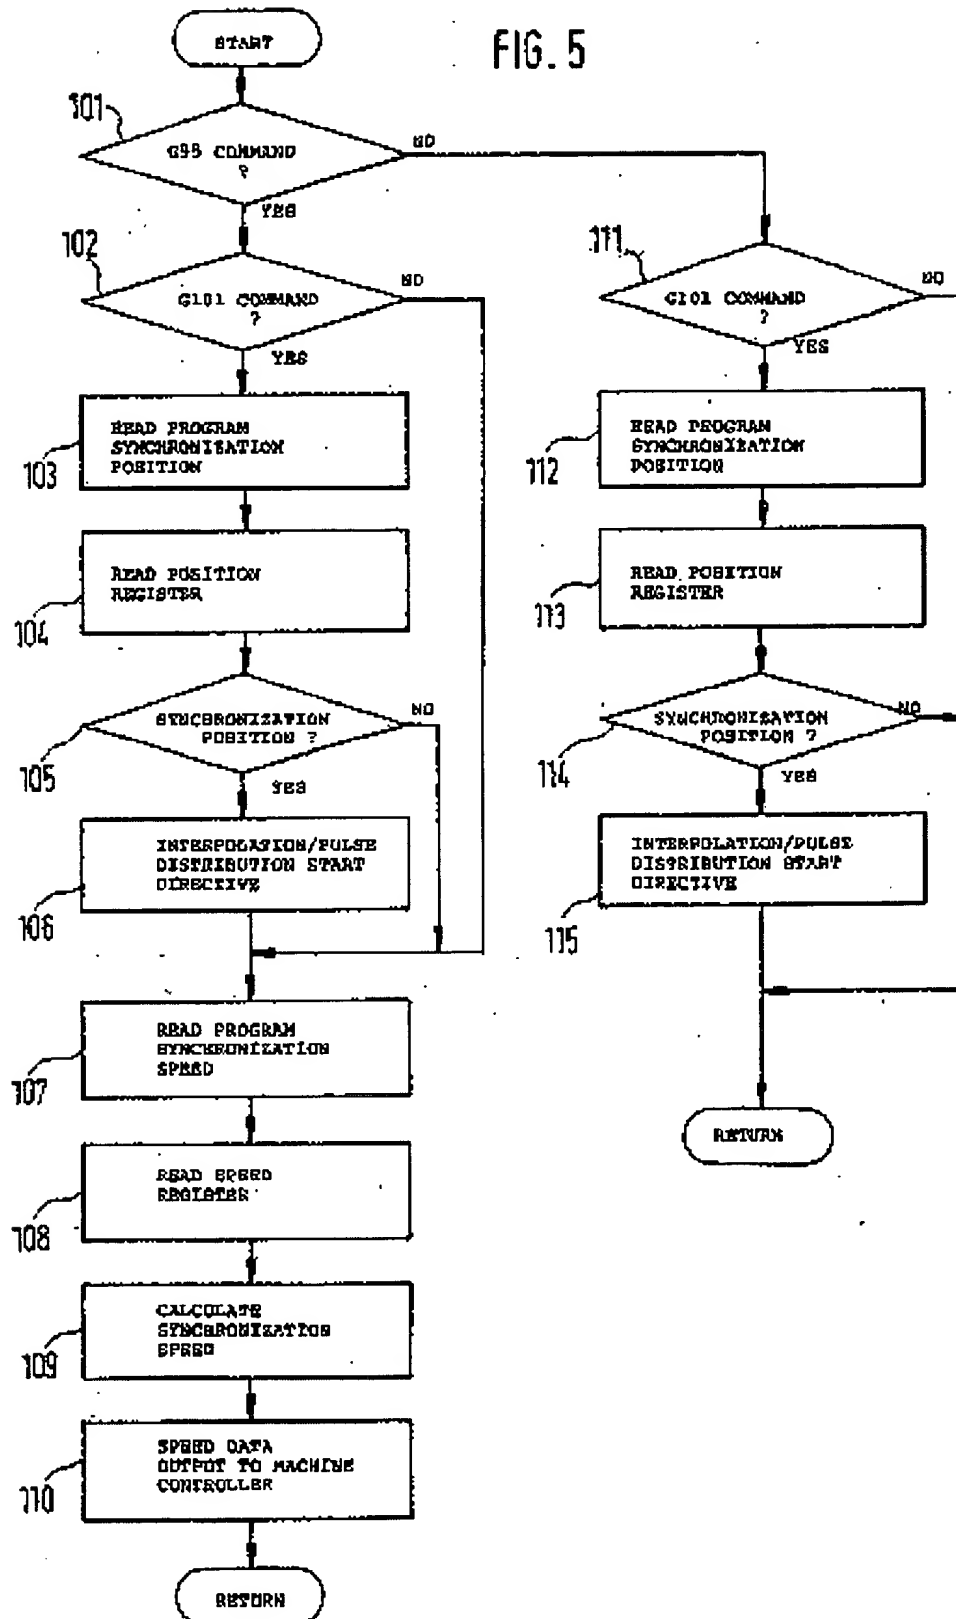 FIG. 5
START
101
G95 COMMAND
?
NO
YES
102
G101 COMMAND
?
NO
YES
103
READ PROGRAM
SYNCHRONIZATION
POSITION
104
READ POSITION
REGISTER
105
SYNCHRONIZATION
POSITION ?
NO
YES
106
INTERPOLATION/PULSE
DISTRIBUTION START
DIRECTIVE
107
READ PROGRAM
SYNCHRONIZATION
SPEED
108
READ SPEED
REGISTER
109
CALCULATE
SYNCHRONIZATION
SPEED
110
SPEED DATA
OUTPUT TO MACHINE
CONTROLLER
RETURN
111
G101 COMMAND
?
NO
YES
112
READ PROGRAM
SYNCHRONIZATION
POSITION
113
READ POSITION
REGISTER
114
SYNCHRONIZATION
POSITION ?
NO
YES
115
INTERPOLATION/PULSE
DISTRIBUTION START
DIRECTIVE
RETURN